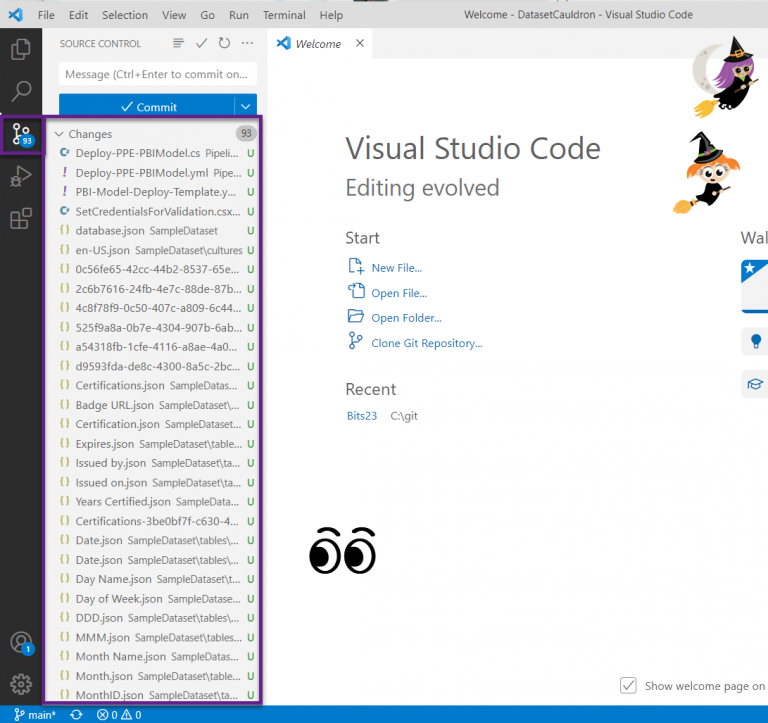 File Edit Selection View Go Run Terminal Help Welcome - DatasetCauldron - Visual Studio Code
SOURCE CONTROL
Welcome
Message (Ctrl+Enter to commit on...
Commit
93
Changes 93
Deploy-PPE-PBIModel.cs Pipeli... U
Deploy-PPE-PBIModel.yml Pipe... U
PBI-Model-Deploy-Template.y... U
SetCredentialsForValidation.csx... U
database.json SampleDataset U
en-US.json SampleDataset\cultures U
0c56fe65-42cc-44b2-8537-65e... U
2c6b7616-24fb-4e7c-88de-87b... U
4c8f78f9-0c50-407c-a809-6c44... U
525f9a8a-0b7e-4304-907b-6ab... U
a54318fb-1cfe-4116-a8ae-4a0... U
d9593fda-de8c-4300-8a5c-2bc... U
Certifications.json SampleDatas... U
Badge URL.json SampleDataset\... U
Certification.json SampleDataset... U
Expires.json SampleDataset\table... U
Issued by.json SampleDataset\ta... U
Issued on.json SampleDataset\ta... U
Years Certified.json SampleData... U
Certifications-3be0bf7f-c630-4... U
Date.json SampleDataset\tables\... U
Date.json SampleDataset\tables\... U
Day Name.json SampleDataset\t... U
Day of Week.json SampleDatase... U
DDD.json SampleDataset\tables\... U
MMM.json SampleDataset\tables... U
Month Name.json SampleDatas... U
Month.json SampleDataset\table... U
MonthID.json SampleDataset\ta... U
Visual Studio Code
Editing evolved
Start
Wal
New File...
Open File...
Open Folder...
Clone Git Repository...
Recent
Bits23 C:\git
1
Show welcome page on
main* 0 0